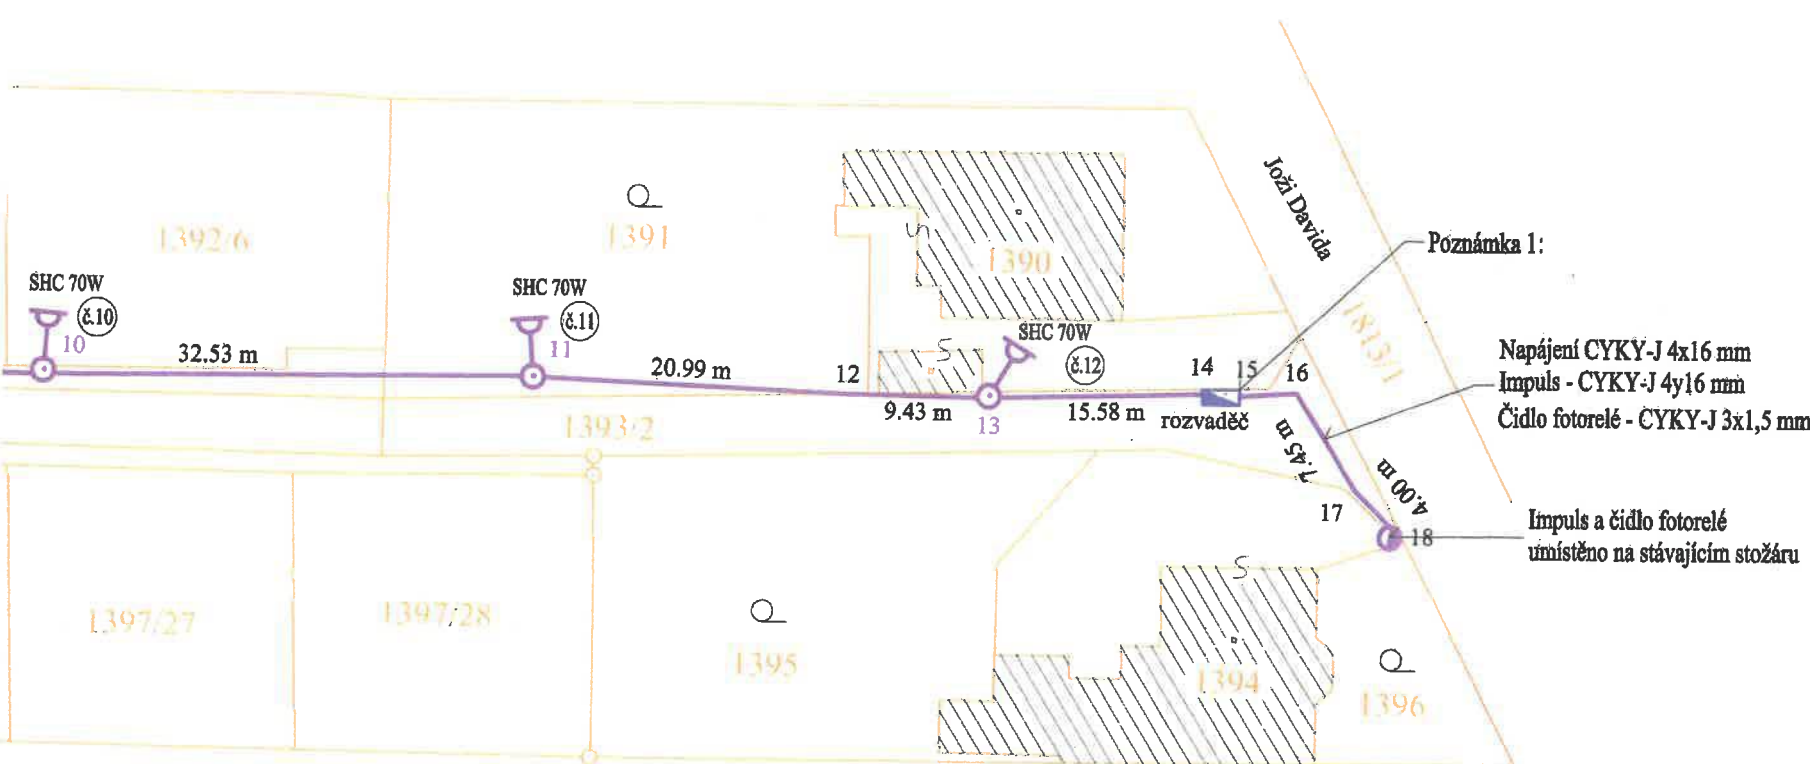 Joži Davida
Poznámka 1:
1392/6
1391
1390
1813/1
SHC 70W
č.10
10
SHC 70W
č.11
11
SHC 70W
č.12
32.53 m
20.99 m
12
9.43 m
13
15.58 m
14
15
16
rozvaděč
Napájení CYKY-J 4x16 mm
Impuls - CYKY-J 4y16 mm
Čidlo fotorelé - CYKY-J 3x1,5 mm
1393/2
7.45 m
4.00 m
17
18
Impuls a čidlo fotorelé
umístěno na stávajícím stožáru
1397/27
1397/28
1395
1394
1396